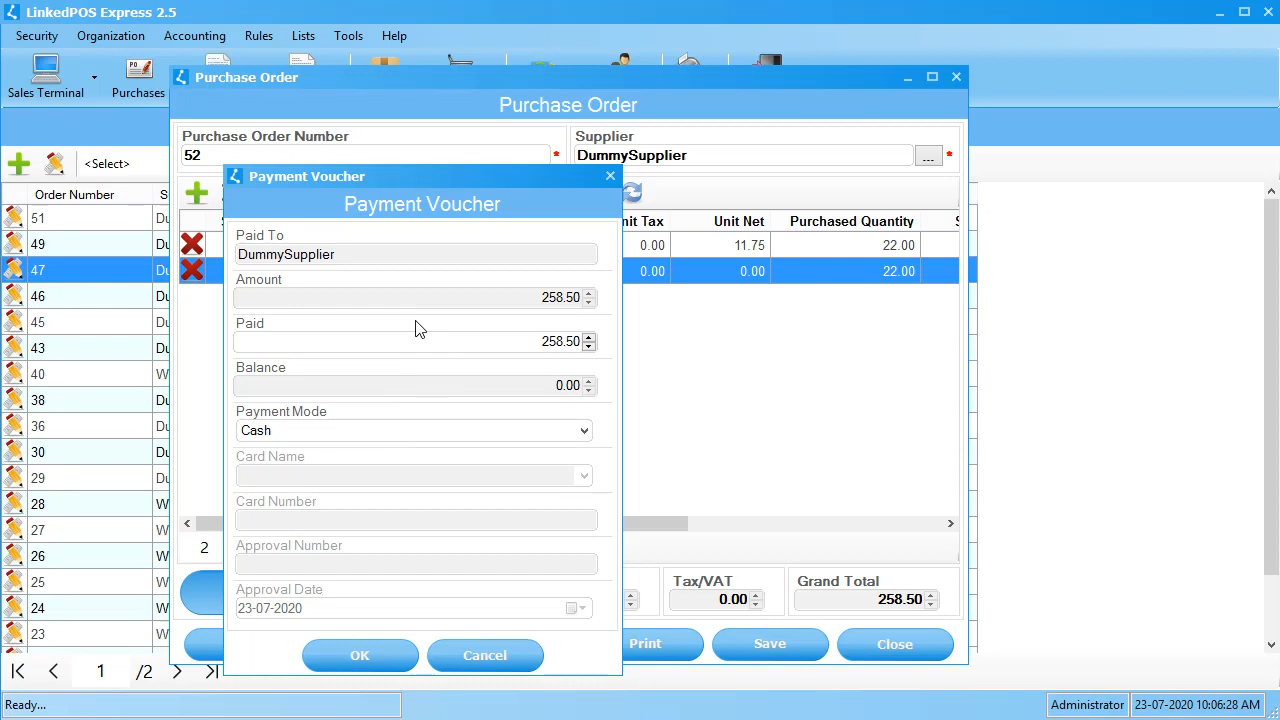 LinkedPOS Express 2.5
Security Organization Accounting Rules Lists Tools Help
Sales Terminal Purchases
Purchase Order
Purchase Order
Purchase Order Number
52 *
Supplier
DummySupplier ... *
<Select>
Order Number
51
49
47
46
45
43
40
38
36
30
29
28
27
26
25
24
23
Unit Net Purchased Quantity
0.00 11.75 22.00
0.00 0.00 22.00
Payment Voucher
Payment Voucher
Paid To
DummySupplier
Amount
258.50
Paid
258.50
Balance
0.00
Payment Mode
Cash
Card Name
Card Number
Approval Number
Approval Date
23-07-2020
OK Cancel
2
Tax/VAT
0.00
Grand Total
258.50
Print Save Close
1 /2
Ready...
Administrator 23-07-2020 10:06:28 AM